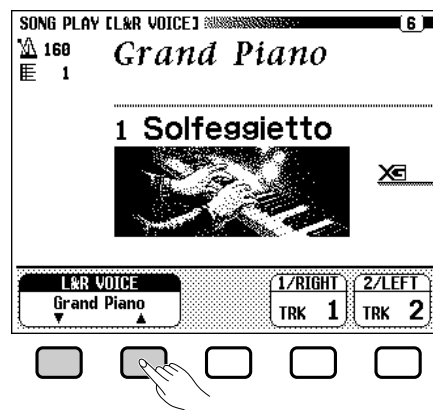 SONG PLAY [L&R VOICE] 6
160
1
Grand Piano
1 Solfeggietto
XG
L&R VOICE
Grand Piano
1/RIGHT
TRK 1
2/LEFT
TRK 2